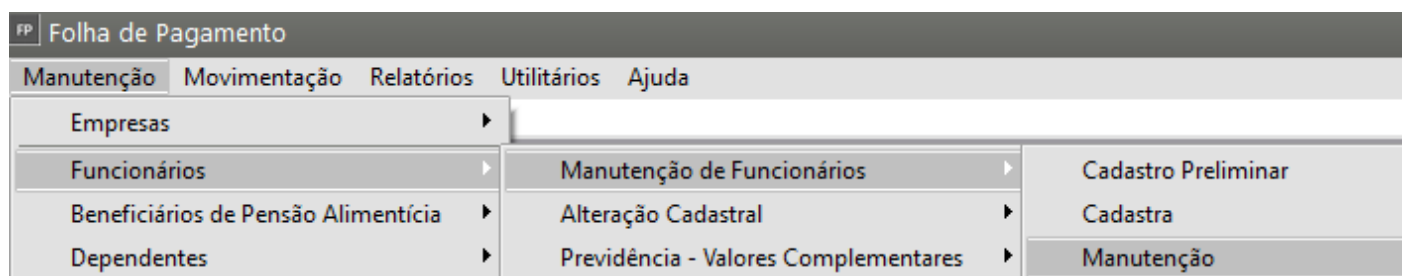 FP Folha de Pagamento
Manutenção Movimentação Relatórios Utilitários Ajuda
Empresas
Funcionários Manutenção de Funcionários Cadastro Preliminar
Beneficiários de Pensão Alimentícia Alteração Cadastral Cadastra
Dependentes Previdência - Valores Complementares Manutenção